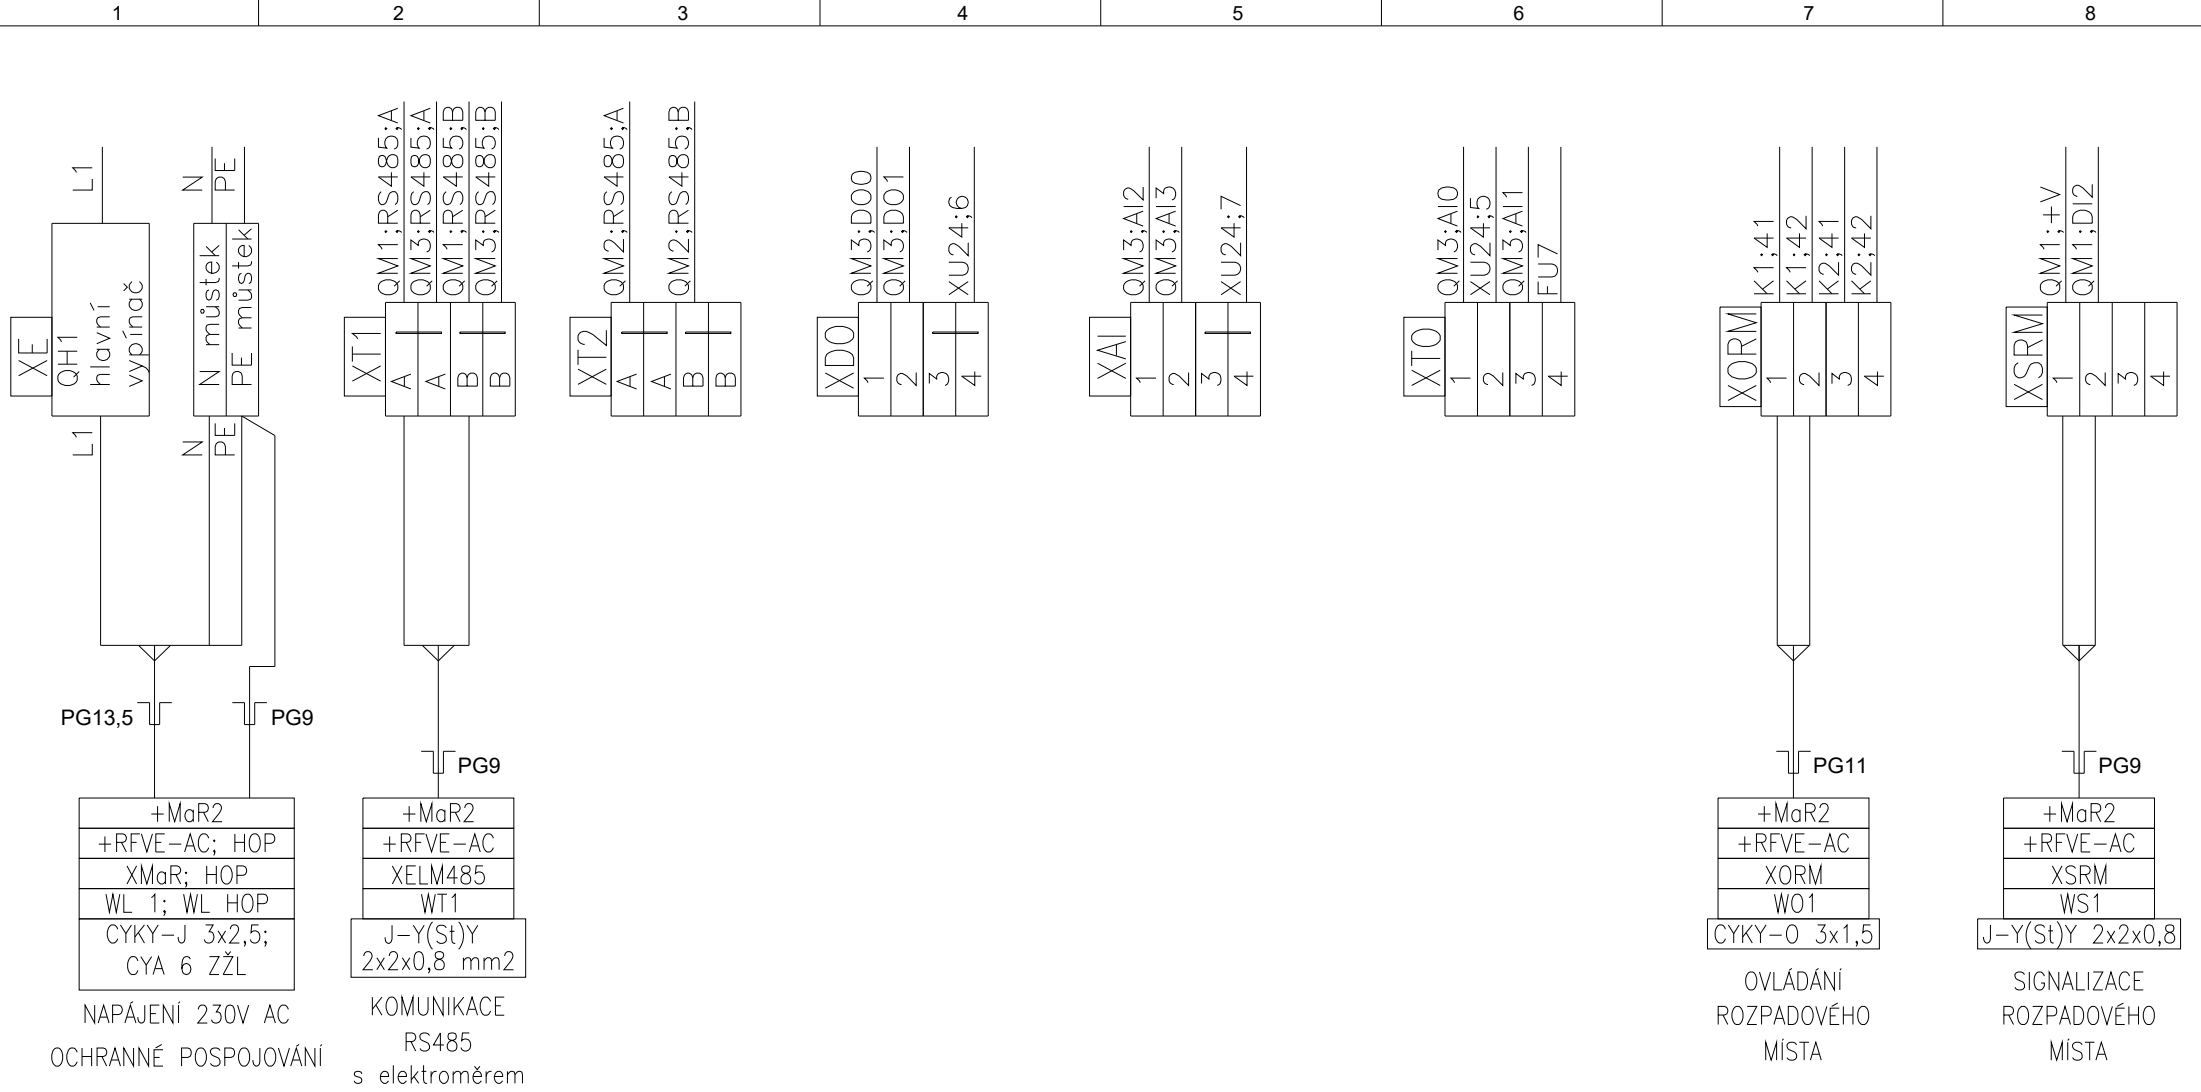 1 2 3 4 5 6 7 8
L1
N
PE
XE
QH1
hlavní
vypínač
N můstek
PE můstek
L1
N
PE
PG13,5
PG9
+MaR2
+RFVE-AC; HOP
XMaR; HOP
WL 1; WL HOP
CYKY-J 3x2,5;
CYA 6 ZŽL
NAPÁJENÍ 230V AC
OCHRANNÉ POSPOJOVÁNÍ
QM1;RS485;A
QM3;RS485;A
QM1;RS485;B
QM3;RS485;B
XT1
A
A
B
B
PG9
+MaR2
+RFVE-AC
XELM485
WT1
J-Y(St)Y
2x2x0,8 mm2
KOMUNIKACE
RS485
s elektroměrem
QM2;RS485;A
QM2;RS485;B
XT2
A
A
B
B
QM3;DO0
QM3;DO1
XU24;6
XDO
1
2
3
4
QM3;AI2
QM3;AI3
XU24;7
XAI
1
2
3
4
QM3;AI0
XU24;5
QM3;AI1
FU7
XTO
1
2
3
4
K1;41
K1;42
K2;41
K2;42
XORM
1
2
3
4
PG11
+MaR2
+RFVE-AC
XORM
WO1
CYKY-O 3x1,5
OVLÁDÁNÍ
ROZPADOVÉHO
MÍSTA
QM1;+V
QM1;DI2
XSRM
1
2
3
4
PG9
+MaR2
+RFVE-AC
XSRM
WS1
J-Y(St)Y 2x2x0,8
SIGNALIZACE
ROZPADOVÉHO
MÍSTA